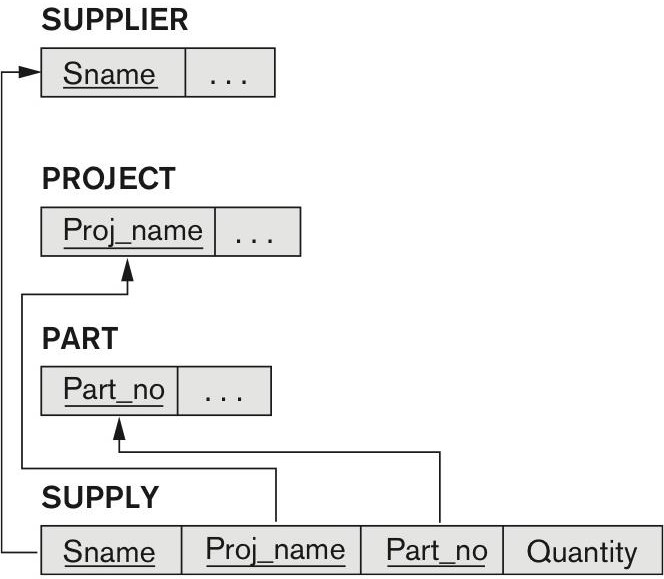 SUPPLIER
Sname ...
PROJECT
Proj_name ...
PART
Part_no ...
SUPPLY
Sname Proj_name Part_no Quantity